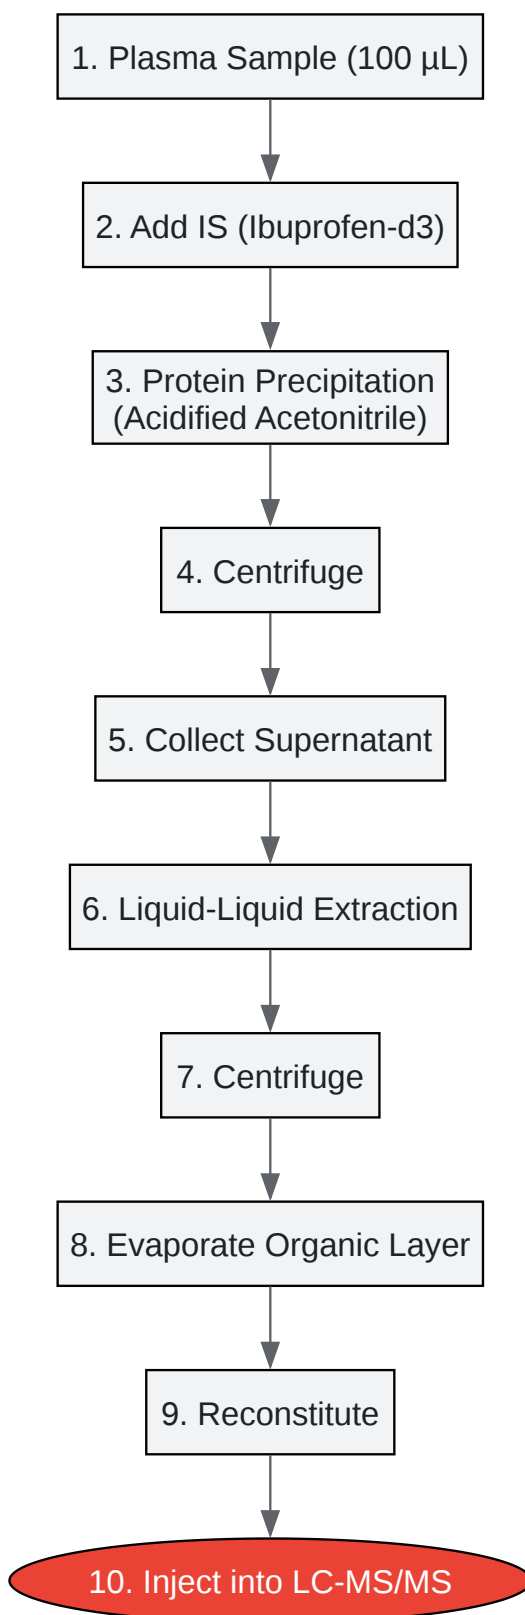 1. Plasma Sample (100 µL)
2. Add IS (Ibuprofen-d3)
3. Protein Precipitation
(Acidified Acetonitrile)
4. Centrifuge
5. Collect Supernatant
6. Liquid-Liquid Extraction
7. Centrifuge
8. Evaporate Organic Layer
9. Reconstitute
10. Inject into LC-MS/MS